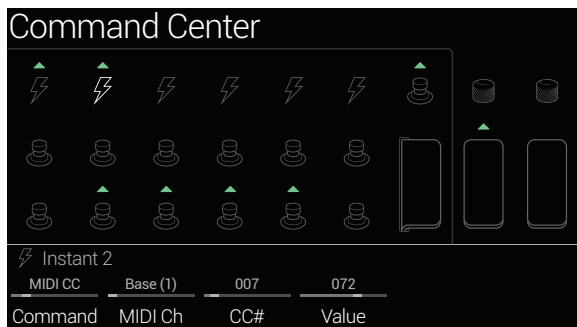 Command Center
Instant 2
MIDI CC Base (1) 007 072
Command MIDI Ch CC# Value